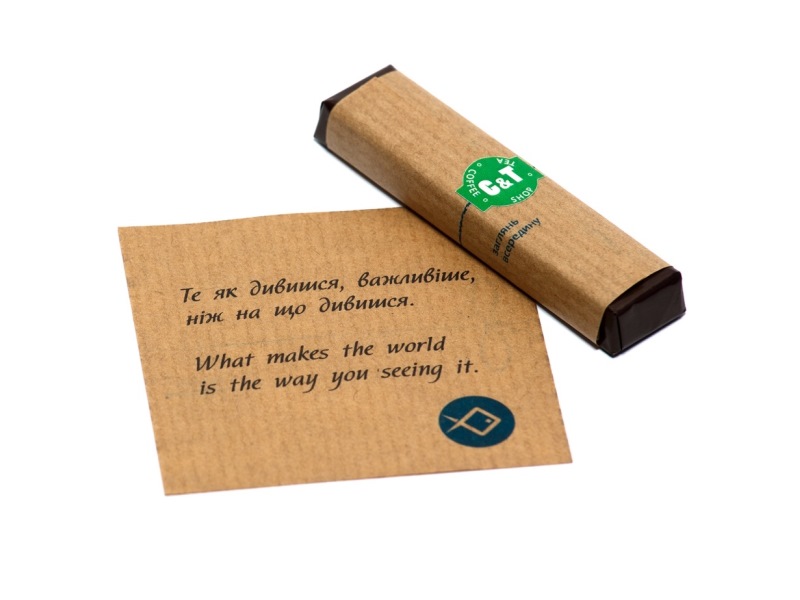 Те як дивишся, важливіше,
ніж на що дивишся.
What makes the world
is the way you seeing it.
COFFEE TEA
C&T
SHOP
заглянь
всередину